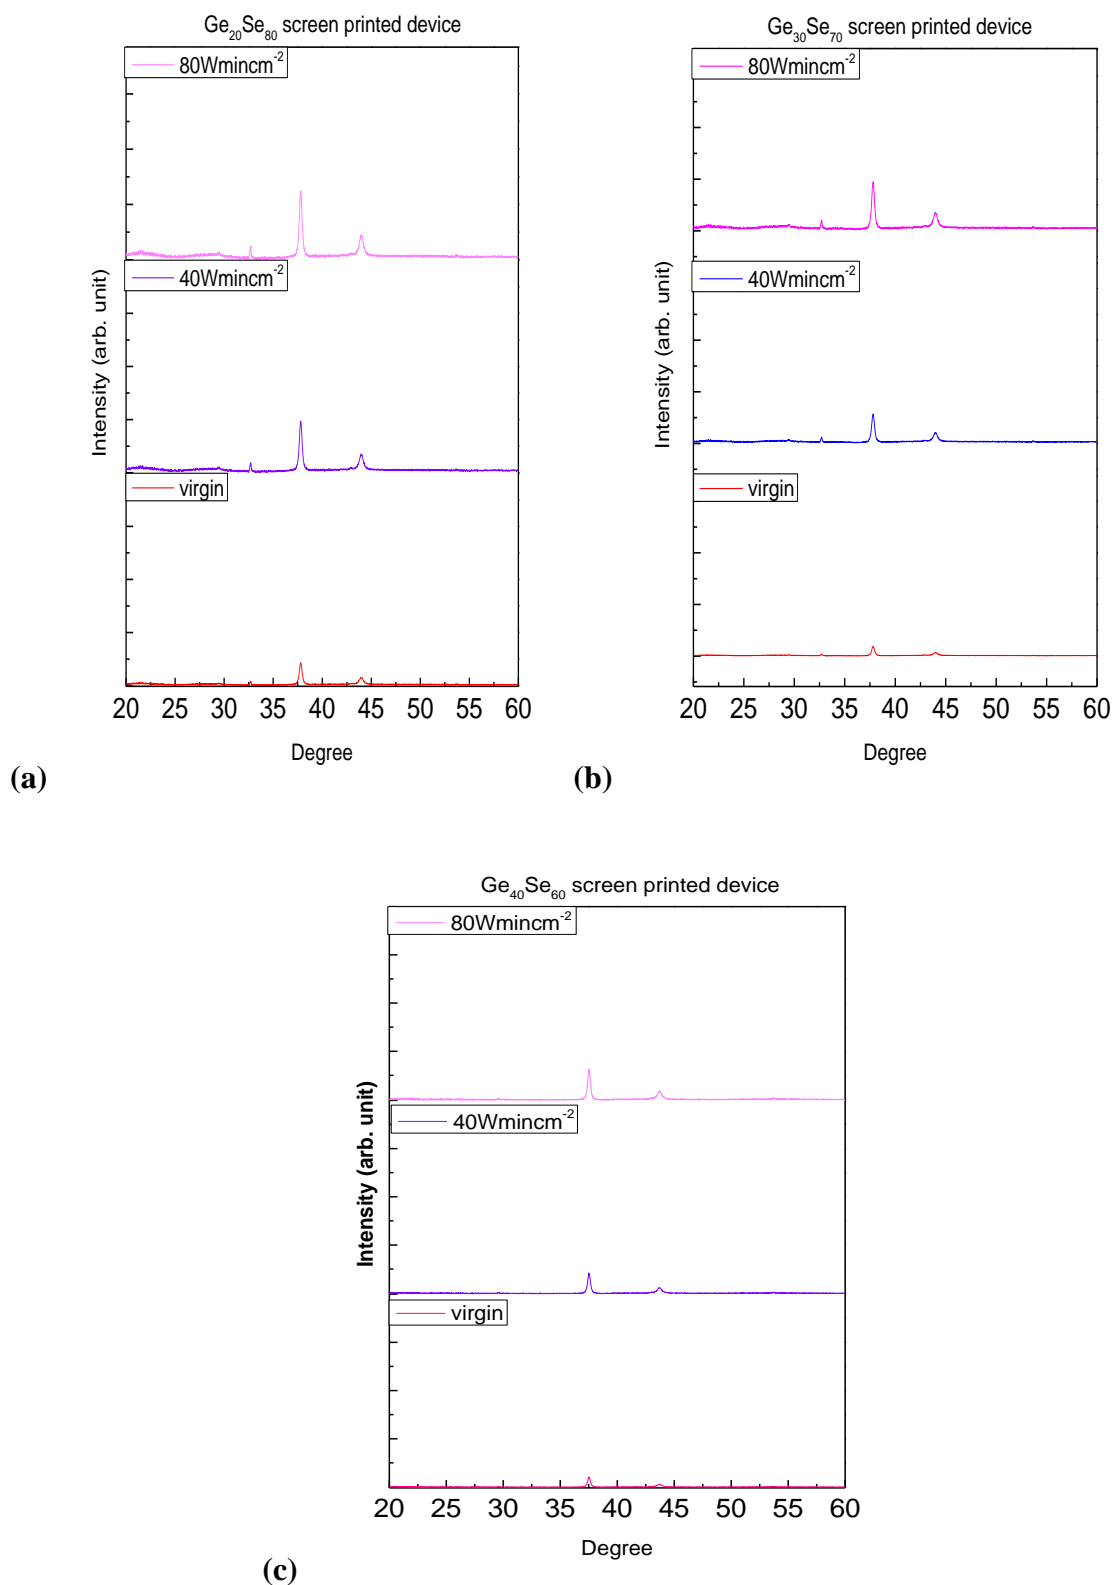 Ge₂₀Se₈₀ screen printed device
80Wmincm⁻²
40Wmincm⁻²
virgin
Intensity (arb. unit)
20 25 30 35 40 45 50 55 60
Degree
(a)
Ge₃₀Se₇₀ screen printed device
80Wmincm⁻²
40Wmincm⁻²
virgin
Intensity (arb. unit)
20 25 30 35 40 45 50 55 60
Degree
(b)
Ge₄₀Se₆₀ screen printed device
80Wmincm⁻²
40Wmincm⁻²
virgin
Intensity (arb. unit)
20 25 30 35 40 45 50 55 60
Degree
(c)